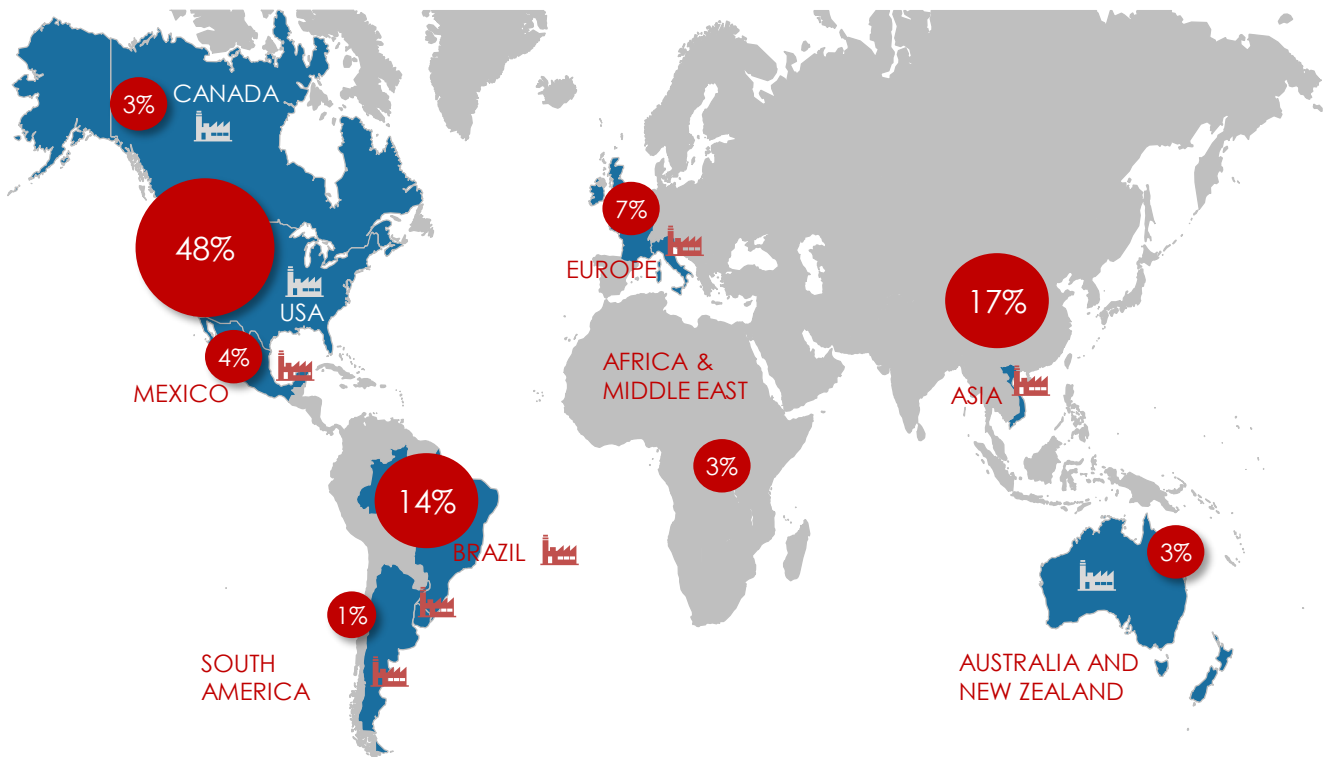 CANADA
3%
48%
USA
4%
MEXICO
7%
EUROPE
AFRICA &
MIDDLE EAST
3%
17%
ASIA
14%
BRAZIL
1%
SOUTH
AMERICA
3%
AUSTRALIA AND
NEW ZEALAND